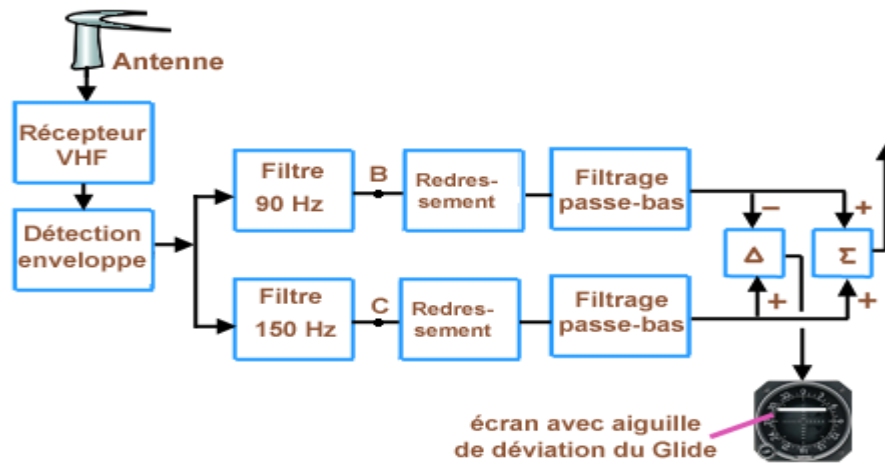 Antenne
Récepteur
VHF
Détection
enveloppe
Filtre
90 Hz
B
Redres-
sement
Filtrage
passe-bas
−
+
Δ
Σ
Filtre
150 Hz
C
Redres-
sement
Filtrage
passe-bas
+
+
écran avec aiguille
de déviation du Glide